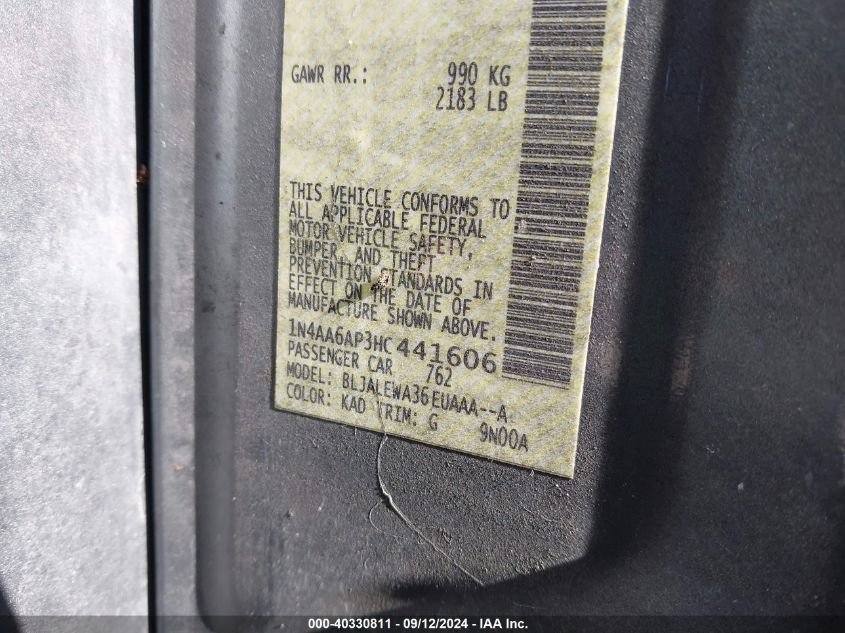 GAWR RR.: 990 KG
2183 LB
THIS VEHICLE CONFORMS TO
ALL APPLICABLE FEDERAL
MOTOR VEHICLE SAFETY,
BUMPER, AND THEFT
PREVENTION STANDARDS IN
EFFECT ON THE DATE OF
MANUFACTURE SHOWN ABOVE.
1N4AA6AP3HC441606
PASSENGER CAR 762
MODEL: BLJALEWA36EUAAA--A
COLOR: KAD TRIM: G 9N00A
000-40330811 - 09/12/2024 - IAA Inc.